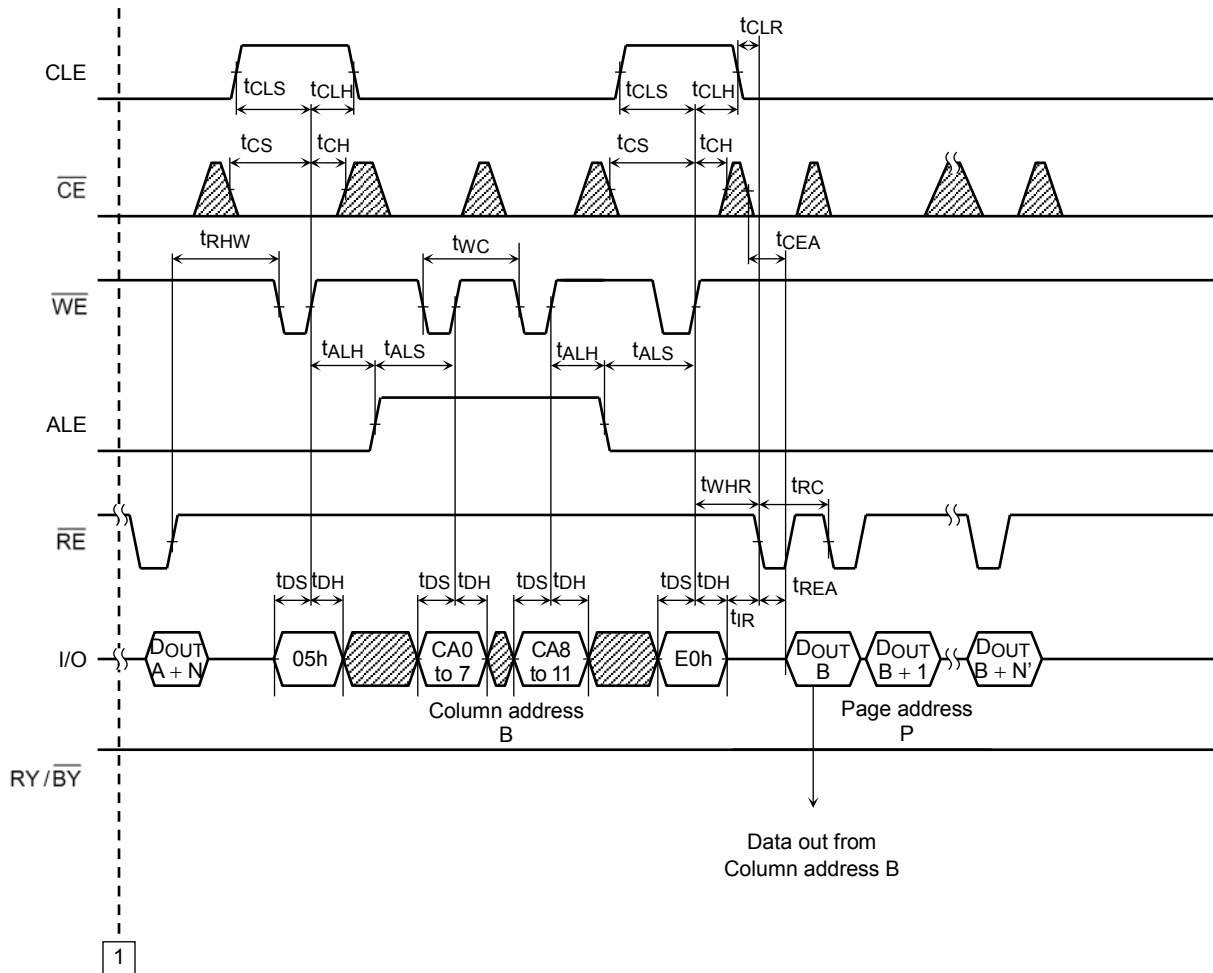 tCLR
CLE
tCLS tCLH tCLS tCLH
tCS tCH tCS tCH
CE
tRHW tWC tCEA
WE
tALH tALS tALH tALS
ALE
tWHR tRC
RE
tDS tDH tDS tDH tDS tDH tDS tDH tREA
tIR
I/O
DOUT A + N
05h
CA0 to 7
CA8 to 11
E0h
DOUT B
DOUT B + 1
DOUT B + N’
Column address
B
Page address
P
RY / BY
Data out from
Column address B
1